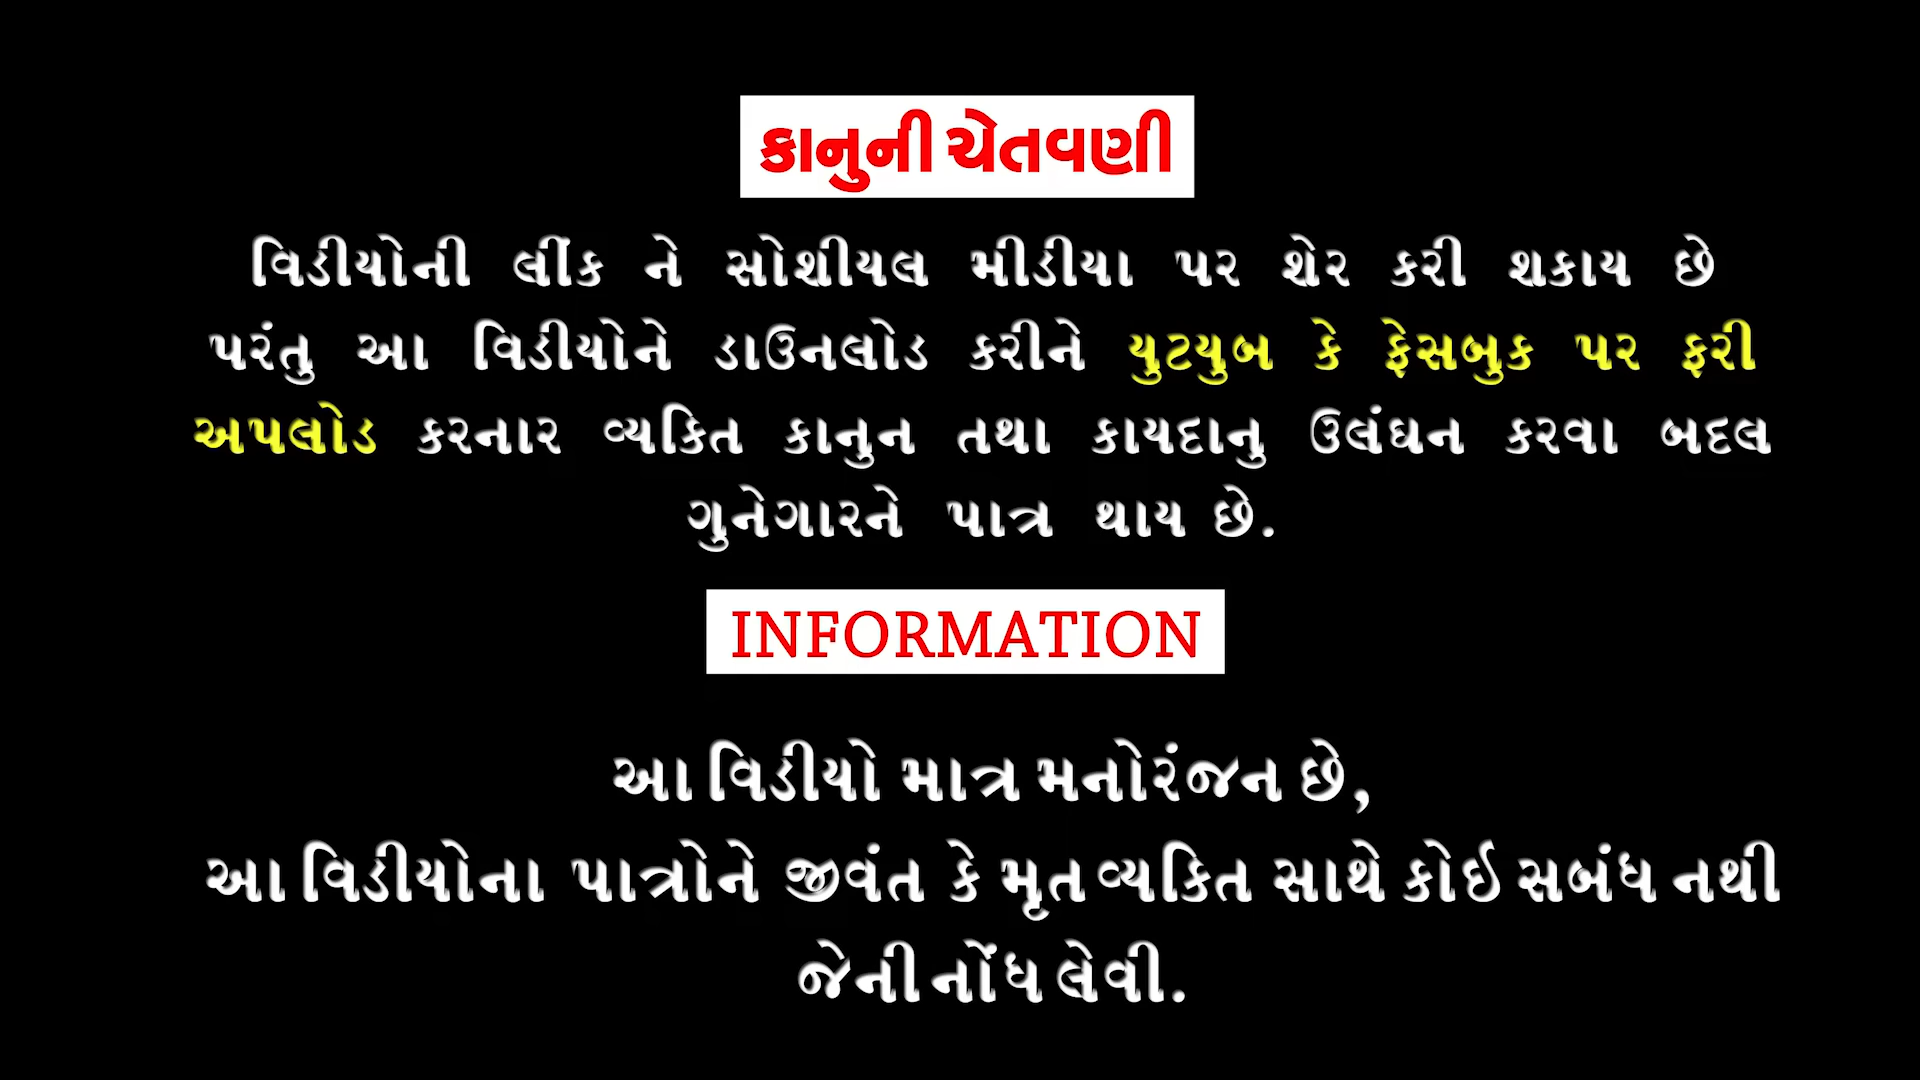 કાનુની ચેતવણી
વિડીયોની લીંક ને સોશીયલ મીડીયા પર શેર કરી શકાય છે
પરંતુ આ વિડીયોને ડાઉનલોડ કરીને યુટયુબ કે ફેસબુક પર ફરી
અપલોડ કરનાર વ્યકિત કાનુન તથા કાયદાનુ ઉલંઘન કરવા બદલ
ગુનેગારને પાત્ર થાય છે.
INFORMATION
આ વિડીયો માત્ર મનોરંજન છે,
આ વિડીયોના પાત્રોને જીવંત કે મૃત વ્યકિત સાથે કોઈ સબંધ નથી
જેની નોંધ લેવી.